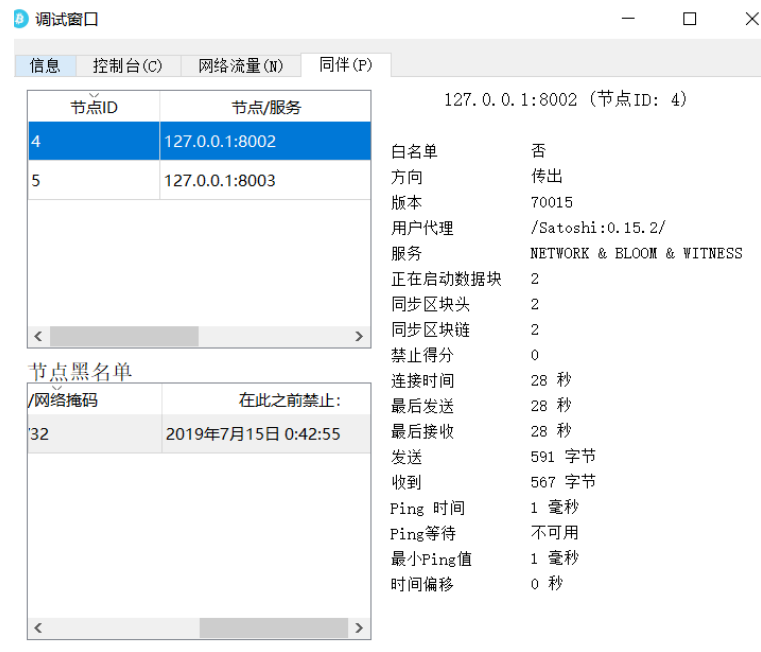 调试窗口
信息 控制台(C) 网络流量(N) 同伴(P)
节点ID 节点/服务
4 127.0.0.1:8002
5 127.0.0.1:8003
节点黑名单
/网络掩码 在此之前禁止:
/32 2019年7月15日 0:42:55
127.0.0.1:8002 (节点ID: 4)
白名单 否
方向 传出
版本 70015
用户代理 /Satoshi:0.15.2/
服务 NETWORK & BLOOM & WITNESS
正在启动数据块 2
同步区块头 2
同步区块链 2
禁止得分 0
连接时间 28 秒
最后发送 28 秒
最后接收 28 秒
发送 591 字节
收到 567 字节
Ping 时间 1 毫秒
Ping等待 不可用
最小Ping值 1 毫秒
时间偏移 0 秒